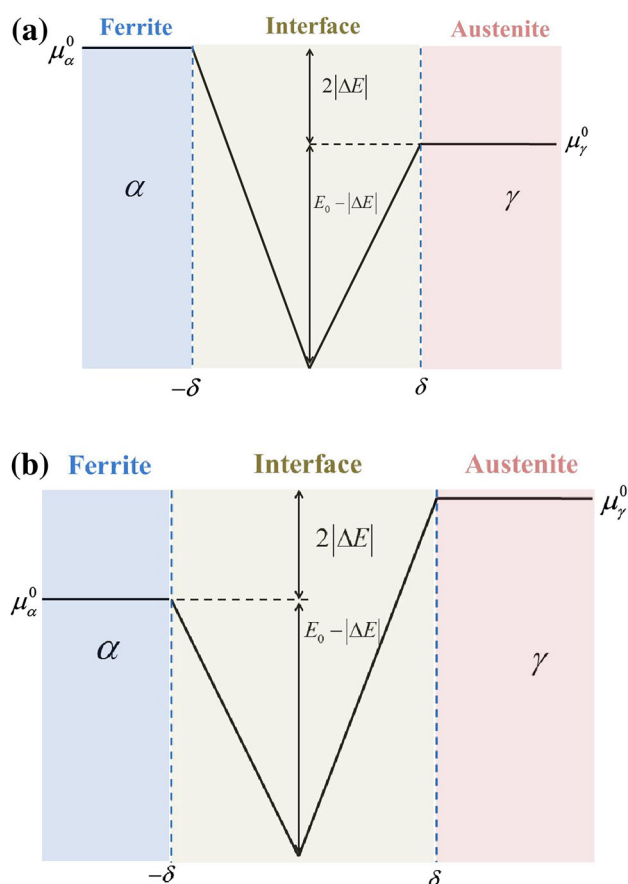 (a)
Ferrite Interface Austenite
μ_α^0
2|ΔE|
μ_γ^0
α
E_0 − |ΔE|
γ
−δ
δ
(b)
Ferrite Interface Austenite
μ_γ^0
2|ΔE|
μ_α^0
E_0 − |ΔE|
α
γ
−δ
δ